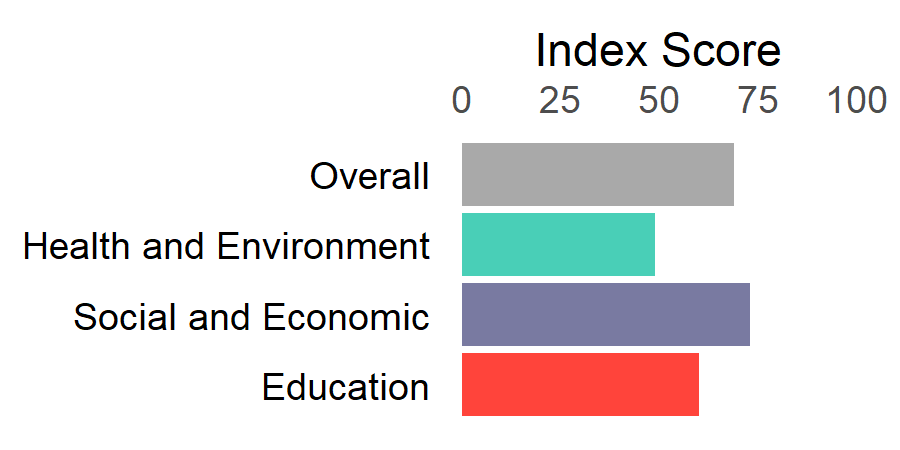 Index Score
0 25 50 75 100
Overall
Health and Environment
Social and Economic
Education